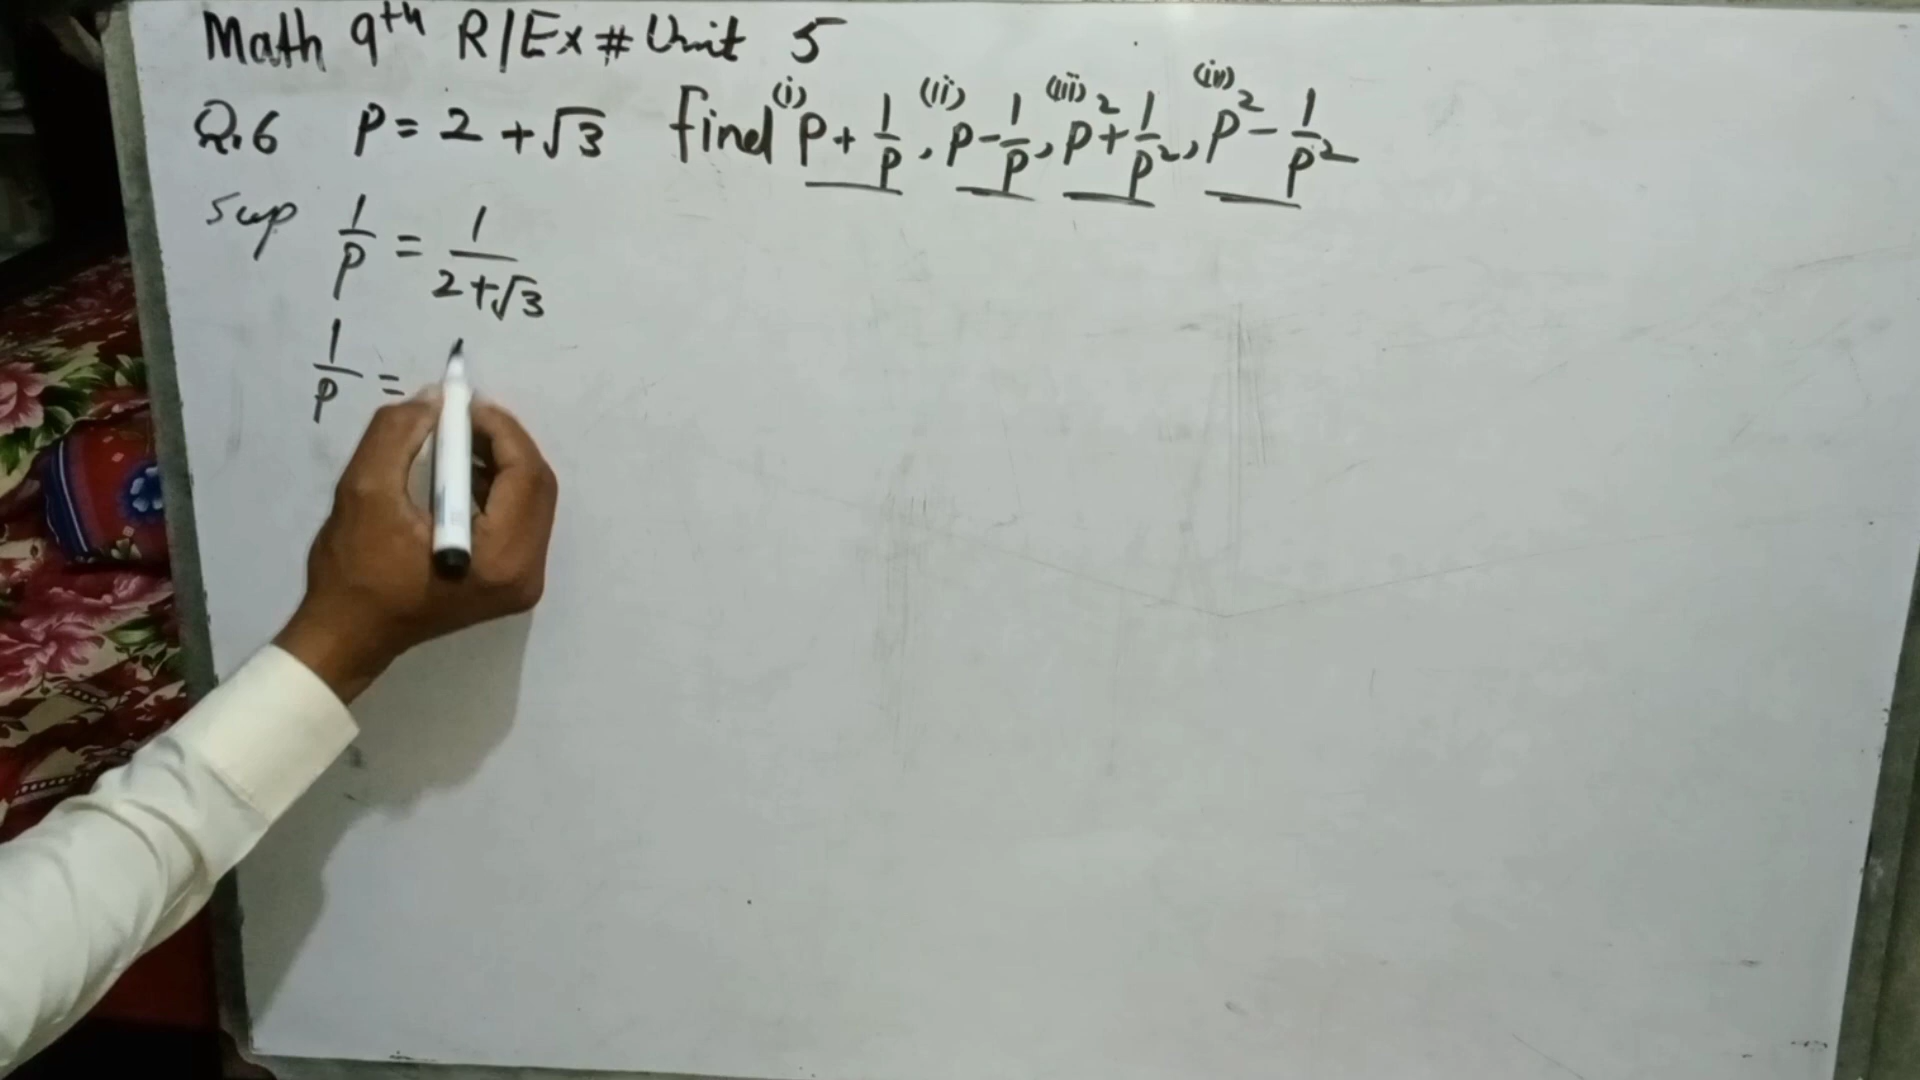 Math 9th R/Ex # Unit 5
Q.6 P = 2 + √3 find (i) P + 1/P, (ii) P - 1/P, (iii) P² + 1/P², (iv) P² - 1/P²
1/P = 1/(2+√3)
1/P =